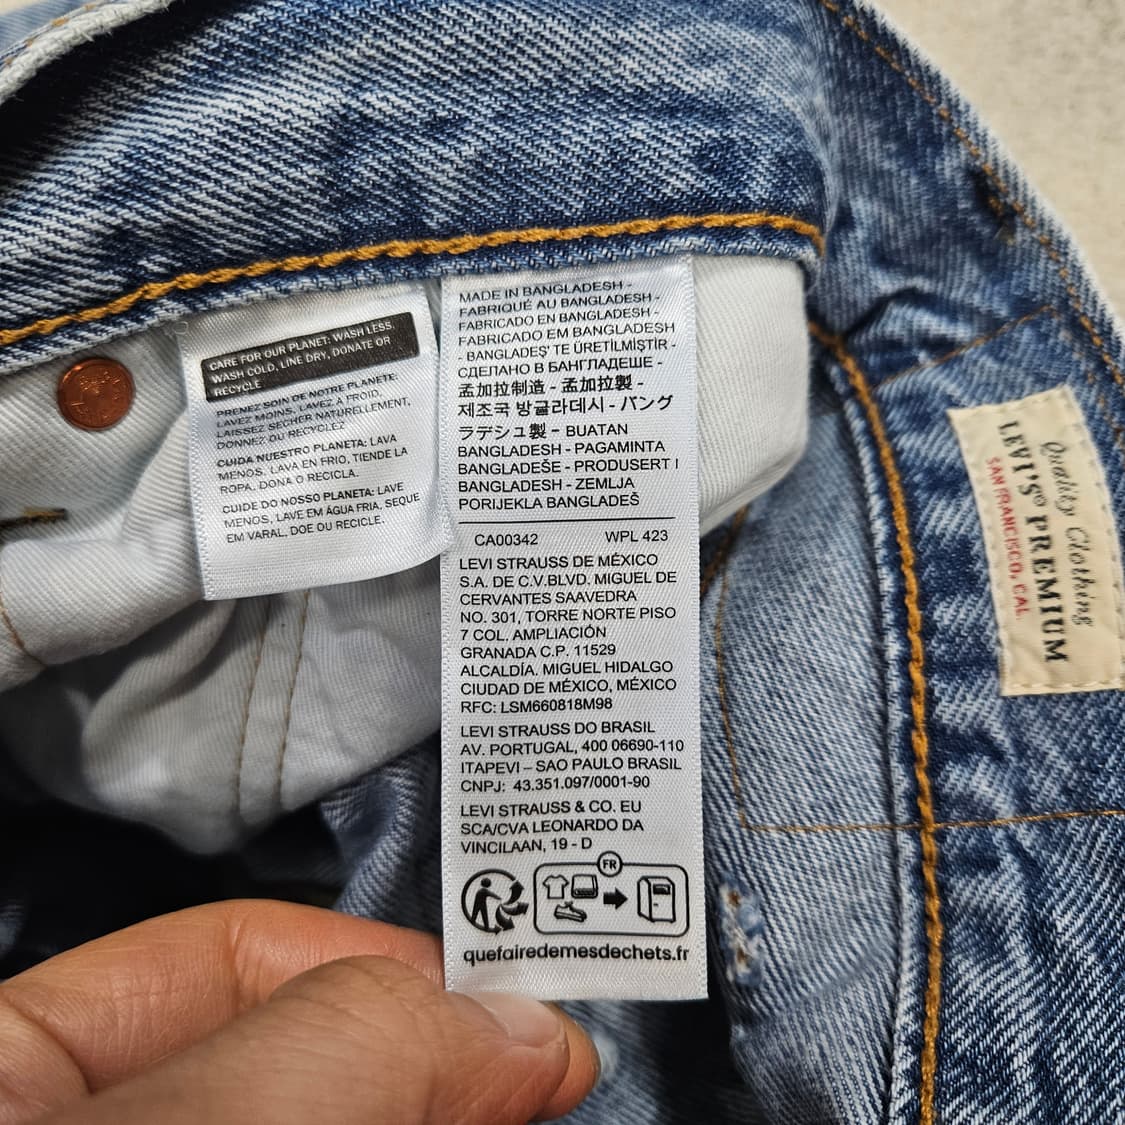 CARE FOR OUR PLANET: WASH LESS,
WASH COLD, LINE DRY, DONATE OR
RECYCLE
PRENEZ SOIN DE NOTRE PLANETE:
LAVEZ MOINS, LAVEZ À FROID,
LAISSEZ SÉCHER NATURELLEMENT,
DONNEZ OU RECYCLEZ
CUIDA NUESTRO PLANETA: LAVA
MENOS, LAVA EN FRIO, TIENDE LA
ROPA, DONA O RECICLA.
CUIDE DO NOSSO PLANETA: LAVE
MENOS, LAVE EM ÁGUA FRIA, SEQUE
EM VARAL, DOE OU RECICLE.
MADE IN BANGLADESH -
FABRIQUÉ AU BANGLADESH -
FABRICADO EN BANGLADESH -
FABRICADO EM BANGLADESH
- BANGLADEŞ' TE ÜRETİLMİŞTİR -
СДЕЛАНО В БАНГЛАДЕШЕ -
孟加拉制造 - 孟加拉製 -
제조국 방글라데시 - バング
ラデシュ製 - BUATAN
BANGLADESH - PAGAMINTA
BANGLADEŠE - PRODUSERT I
BANGLADESH - ZEMLJA
PORIJEKLA BANGLADEŠ
CA00342 WPL 423
LEVI STRAUSS DE MÉXICO
S.A. DE C.V.BLVD. MIGUEL DE
CERVANTES SAAVEDRA
NO. 301, TORRE NORTE PISO
7 COL. AMPLIACIÓN
GRANADA C.P. 11529
ALCALDÍA. MIGUEL HIDALGO
CIUDAD DE MÉXICO, MÉXICO
RFC: LSM660818M98
LEVI STRAUSS DO BRASIL
AV. PORTUGAL, 400 06690-110
ITAPEVI – SAO PAULO BRASIL
CNPJ: 43.351.097/0001-90
LEVI STRAUSS & CO. EU
SCA/CVA LEONARDO DA
VINCILAAN, 19 - D
FR
quefairedemesdechets.fr
Quality Clothing
LEVI'S® PREMIUM
SAN FRANCISCO, CAL.